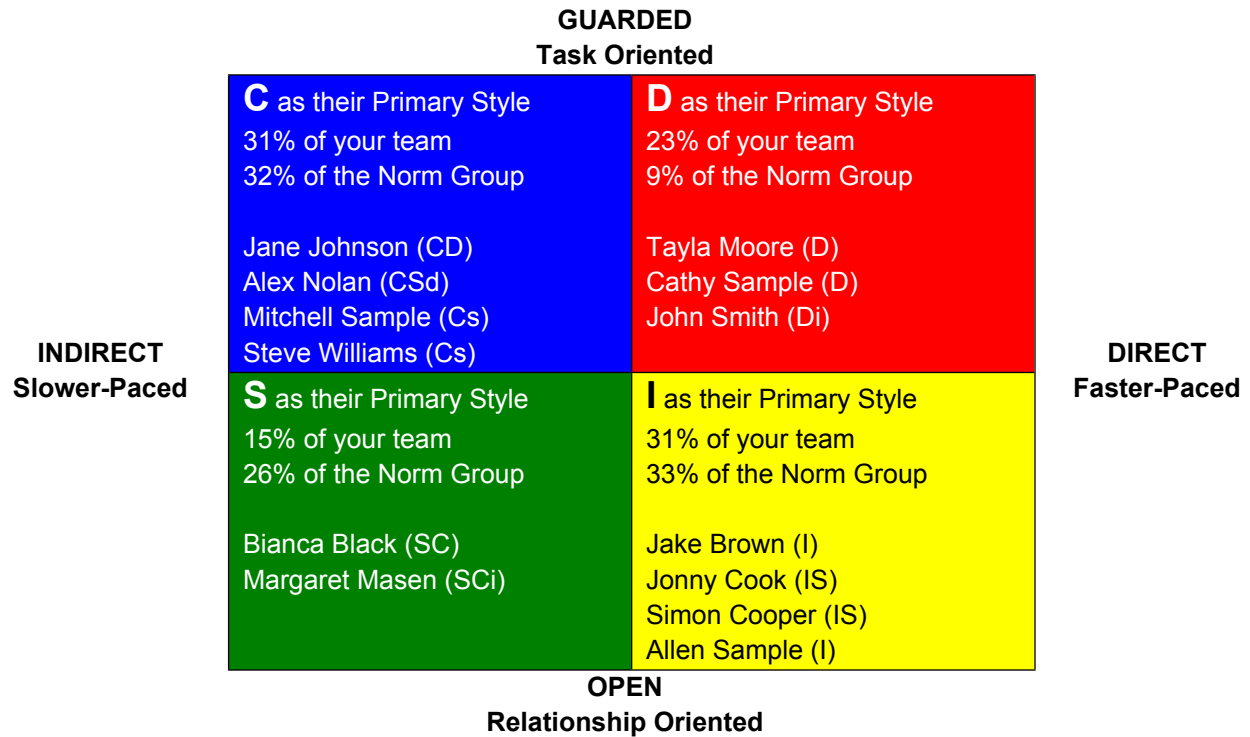 GUARDED
Task Oriented
C as their Primary Style
31% of your team
32% of the Norm Group
Jane Johnson (CD)
Alex Nolan (CSd)
Mitchell Sample (Cs)
Steve Williams (Cs)
D as their Primary Style
23% of your team
9% of the Norm Group
Tayla Moore (D)
Cathy Sample (D)
John Smith (Di)
INDIRECT
Slower-Paced
DIRECT
Faster-Paced
S as their Primary Style
15% of your team
26% of the Norm Group
Bianca Black (SC)
Margaret Masen (SCi)
I as their Primary Style
31% of your team
33% of the Norm Group
Jake Brown (I)
Jonny Cook (IS)
Simon Cooper (IS)
Allen Sample (I)
OPEN
Relationship Oriented